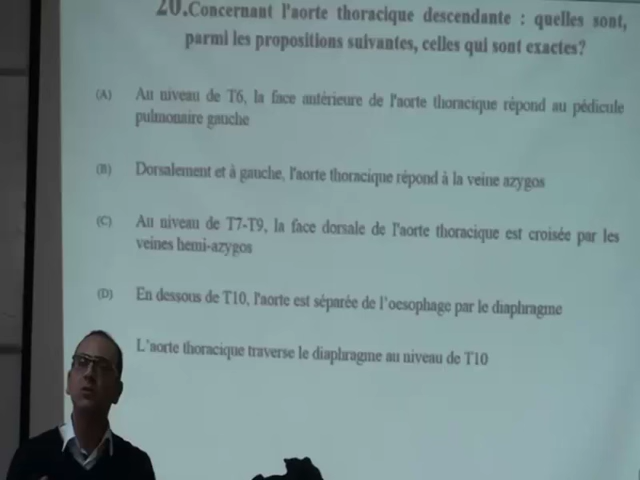 20.Concernant l'aorte thoracique descendante : quelles sont,
parmi les propositions suivantes, celles qui sont exactes?
(A) Au niveau de T6, la face antérieure de l'aorte thoracique répond au pédicule
pulmonaire gauche
(B) Dorsalement et à gauche, l'aorte thoracique répond à la veine azygos
(C) Au niveau de T7-T9, la face dorsale de l'aorte thoracique est croisée par les
veines hemi-azygos
(D) En dessous de T10, l'aorte est séparée de l'oesophage par le diaphragme
L'aorte thoracique traverse le diaphragme au niveau de T10